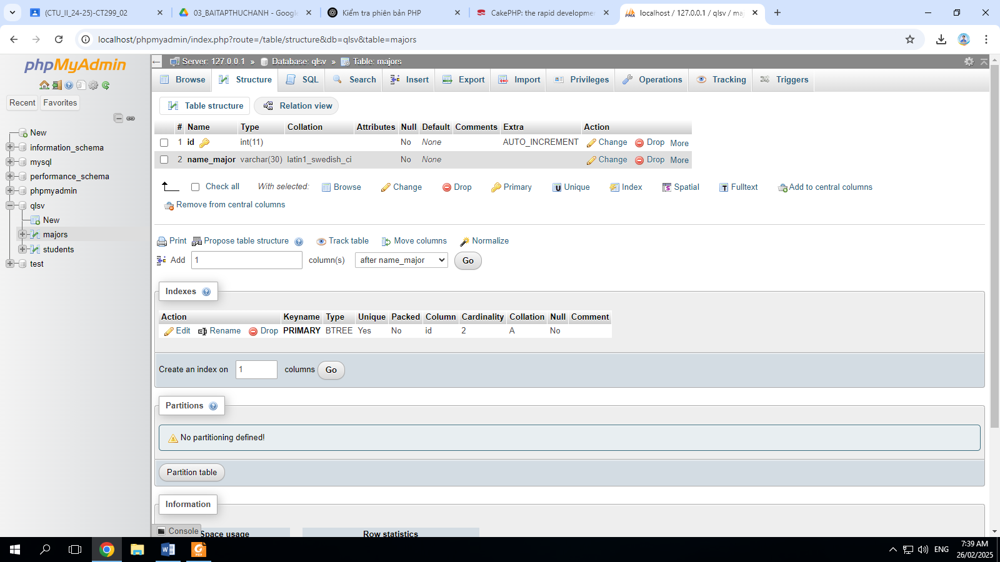 (CTU_II_24-25)-CT299_02
03_BAITAPTHUCHANH - Google
Kiểm tra phiên bản PHP
CakePHP: the rapid developmen
localhost / 127.0.0.1 / qlsv / maj
localhost/phpmyadmin/index.php?route=/table/structure&db=qlsv&table=majors
phpMyAdmin
Recent Favorites
New
information_schema
mysql
performance_schema
phpmyadmin
qlsv
New
majors
students
test
Server: 127.0.0.1 » Database: qlsv » Table: majors
Browse Structure SQL Search Insert Export Import Privileges Operations Tracking Triggers
Table structure Relation view
# Name Type Collation Attributes Null Default Comments Extra Action
1 id int(11) No None AUTO_INCREMENT Change Drop More
2 name_major varchar(30) latin1_swedish_ci No None Change Drop More
Check all With selected: Browse Change Drop Primary Unique Index Spatial Fulltext Add to central columns
Remove from central columns
Print Propose table structure Track table Move columns Normalize
Add 1 column(s) after name_major Go
Indexes
Action Keyname Type Unique Packed Column Cardinality Collation Null Comment
Edit Rename Drop PRIMARY BTREE Yes No id 2 A No
Create an index on 1 columns Go
Partitions
No partitioning defined!
Partition table
Information
Console
Space usage Row statistics
ENG
7:39 AM
26/02/2025